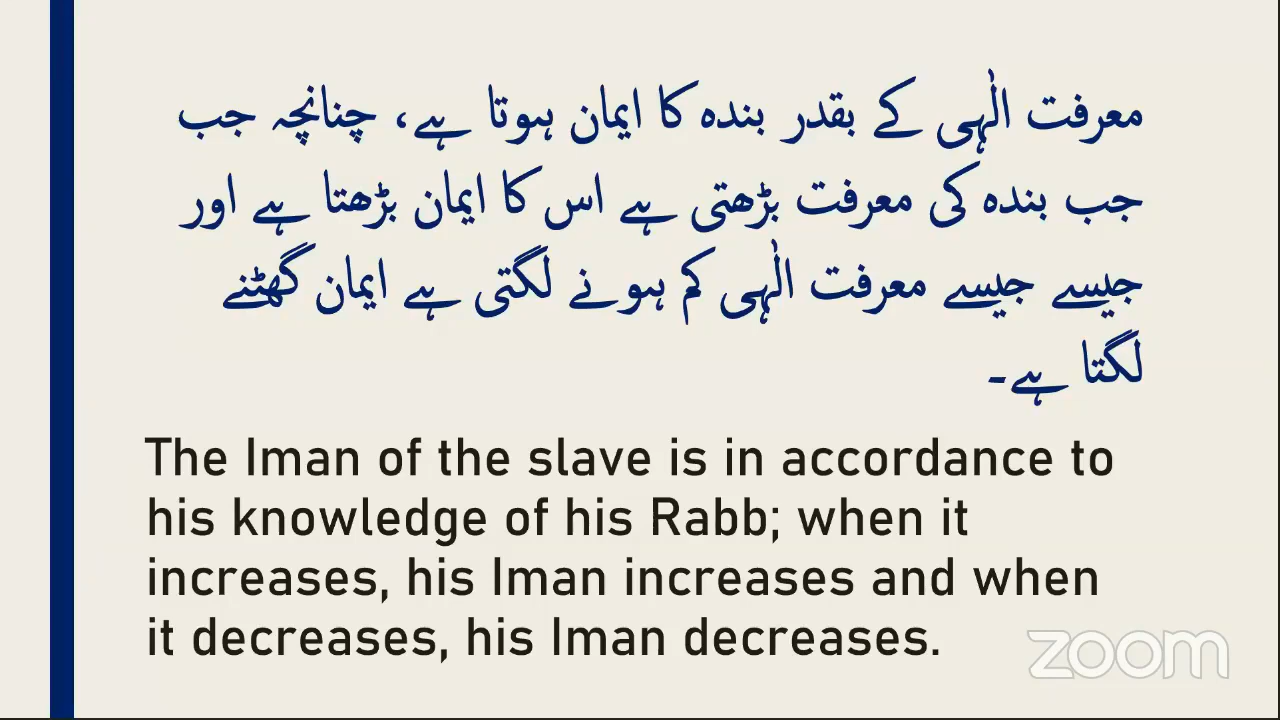 معرفت الٰہی کے بقدر بندہ کا ایمان ہوتا ہے، چنانچہ جب
جب بندہ کی معرفت بڑھتی ہے اس کا ایمان بڑھتا ہے اور
جیسے جیسے معرفت الٰہی کم ہونے لگتی ہے ایمان گھٹنے
لگتا ہے۔
The Iman of the slave is in accordance to
his knowledge of his Rabb; when it
increases, his Iman increases and when
it decreases, his Iman decreases.
zoom